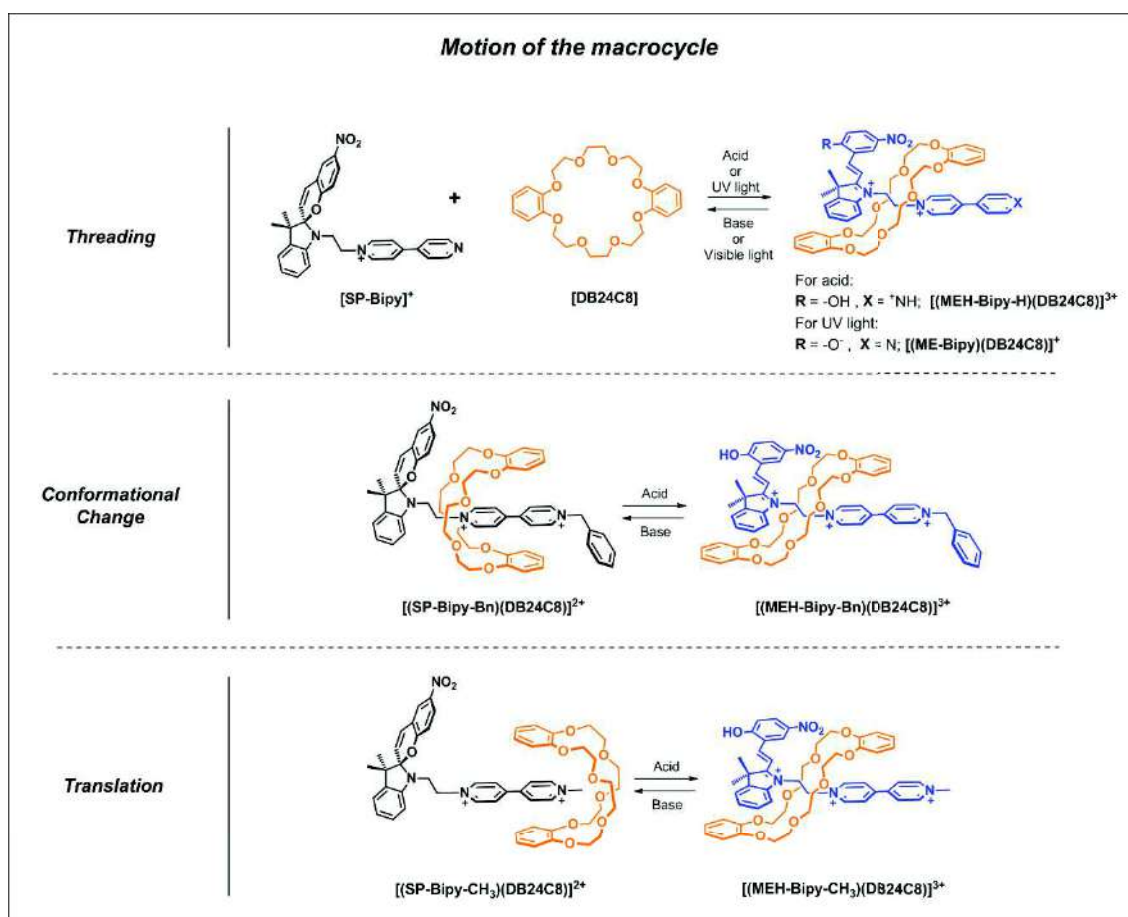 Motion of the macrocycle
Threading
NO₂
O
N
N
+
N
[SP-Bipy]⁺
+
O
O
O
O
O
O
O
O
[DB24C8]
Acid
or
UV light
Base
or
Visible light
R
NO₂
+
N
N
+
X
O
O
O
O
O
O
O
O
[For acid:
R = -OH , X = ⁺NH; [(MEH-Bipy-H)(DB24C8)]³⁺
For UV light:
R = -O⁻ , X = N; [(ME-Bipy)(DB24C8)]⁺
Conformational
Change
NO₂
O
N
N
+
N
+
O
O
O
O
O
O
O
O
[(SP-Bipy-Bn)(DB24C8)]²⁺
Acid
Base
HO
NO₂
+
N
N
+
N
+
O
O
O
O
O
O
O
O
[(MEH-Bipy-Bn)(DB24C8)]³⁺
Translation
NO₂
O
N
N
+
N
+
O
O
O
O
O
O
O
O
[(SP-Bipy-CH₃)(DB24C8)]²⁺
Acid
Base
HO
NO₂
+
N
N
+
N
+
O
O
O
O
O
O
O
O
[(MEH-Bipy-CH₃)(DB24C8)]³⁺